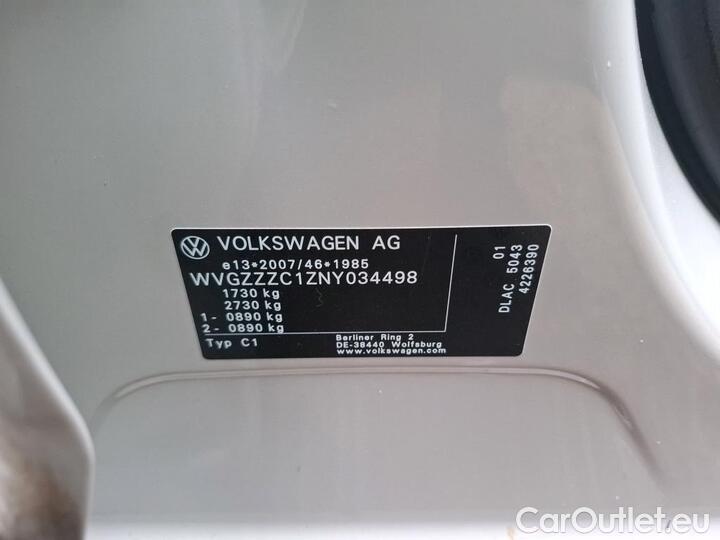 VOLKSWAGEN AG
e13*2007/46*1985
WVGZZZC1ZNY034498
1730 kg
2730 kg
1 - 0890 kg
2 - 0890 kg
Typ C1
Berliner Ring 2
DE-38440 Wolfsburg
www.volkswagen.com
01
DLAC 5043
4226390
CarOutlet.eu